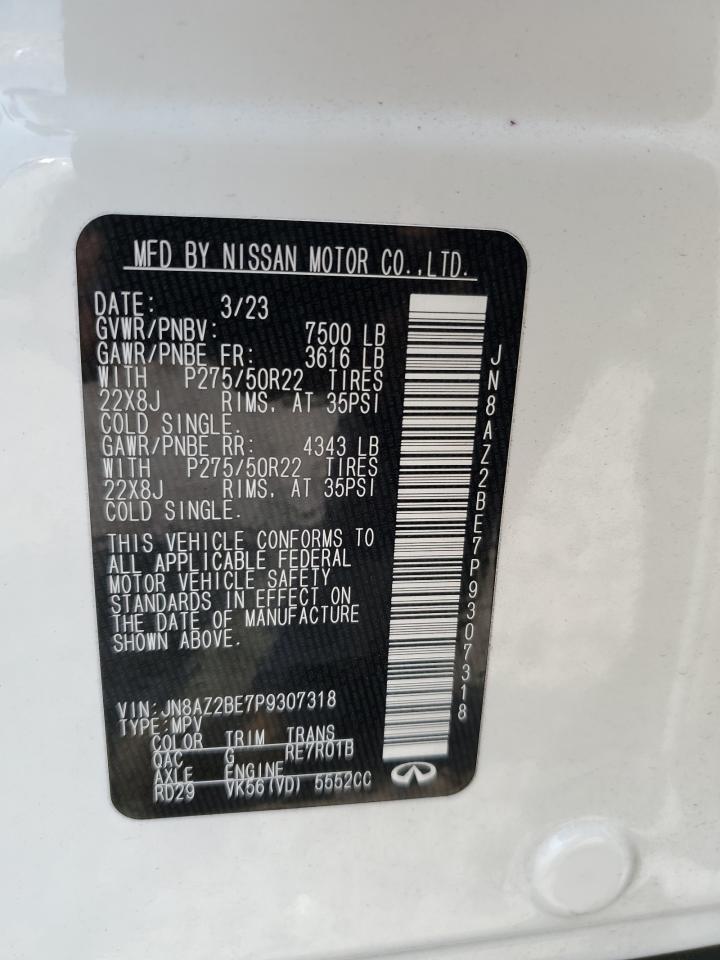 MFD BY NISSAN MOTOR CO.,LTD.
DATE: 3/23
GVWR/PNBV: 7500 LB
GAWR/PNBE FR: 3616 LB
WITH P275/50R22 TIRES
22X8J RIMS, AT 35PSI
COLD SINGLE.
GAWR/PNBE RR: 4343 LB
WITH P275/50R22 TIRES
22X8J RIMS, AT 35PSI
COLD SINGLE.
THIS VEHICLE CONFORMS TO
ALL APPLICABLE FEDERAL
MOTOR VEHICLE SAFETY
STANDARDS IN EFFECT ON
THE DATE OF MANUFACTURE
SHOWN ABOVE.
VIN:JN8AZ2BE7P9307318
TYPE:MPV
COLOR TRIM TRANS
QAC G RE7R01B
AXLE ENGINE
RD29 VK56(VD) 5552CC
JN8AZ2BE7P9307318